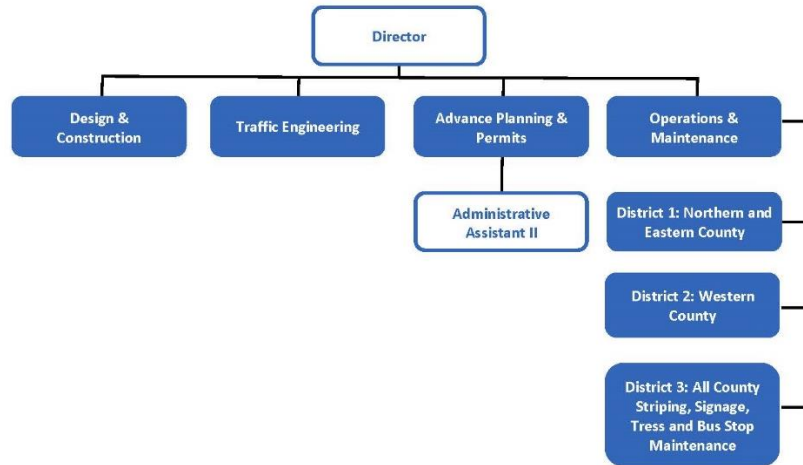 Director
Design &
Construction
Traffic Engineering
Advance Planning &
Permits
Operations &
Maintenance
Administrative
Assistant II
District 1: Northern and
Eastern County
District 2: Western
County
District 3: All County
Striping, Signage,
Tress and Bus Stop
Maintenance